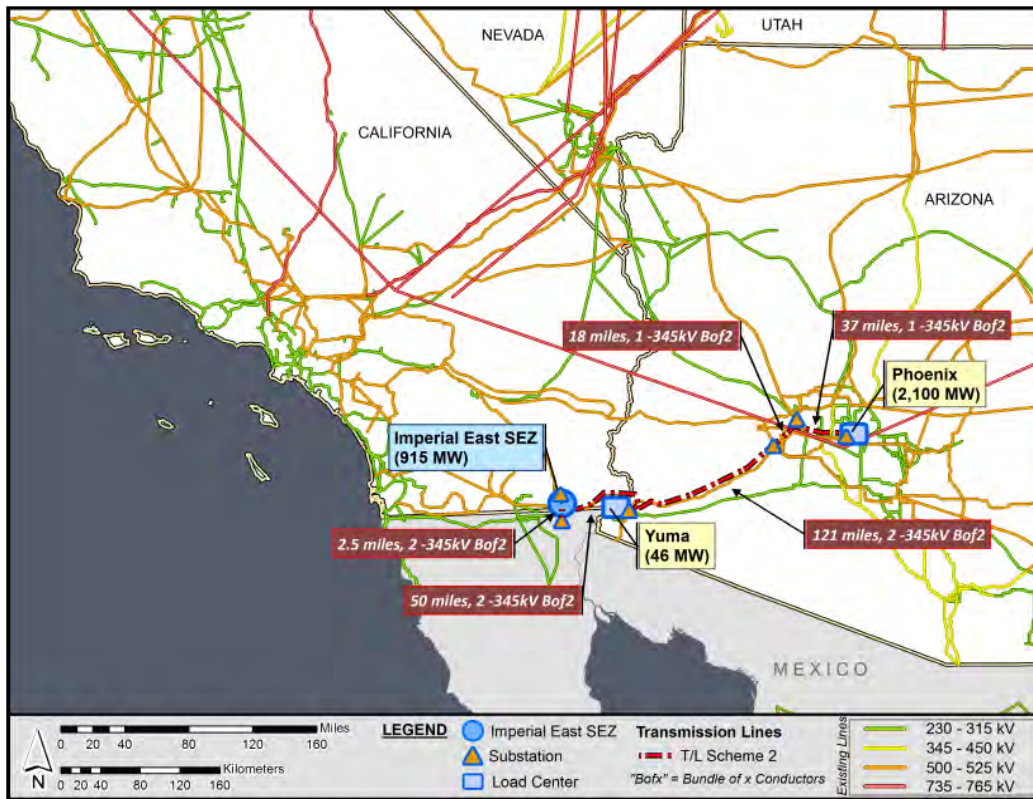 NEVADA
UTAH
CALIFORNIA
ARIZONA
18 miles, 1 -345kV Bof2
37 miles, 1 -345kV Bof2
Phoenix
(2,100 MW)
Imperial East SEZ
(915 MW)
2.5 miles, 2 -345kV Bof2
Yuma
(46 MW)
121 miles, 2 -345kV Bof2
50 miles, 2 -345kV Bof2
MEXICO
Miles
0 20 40 80 120 160
Kilometers
0 20 40 80 120 160
N
LEGEND
Imperial East SEZ
Substation
Load Center
Transmission Lines
T/L Scheme 2
"Bofx" = Bundle of x Conductors
Existing Lines
230 - 315 kV
345 - 450 kV
500 - 525 kV
735 - 765 kV